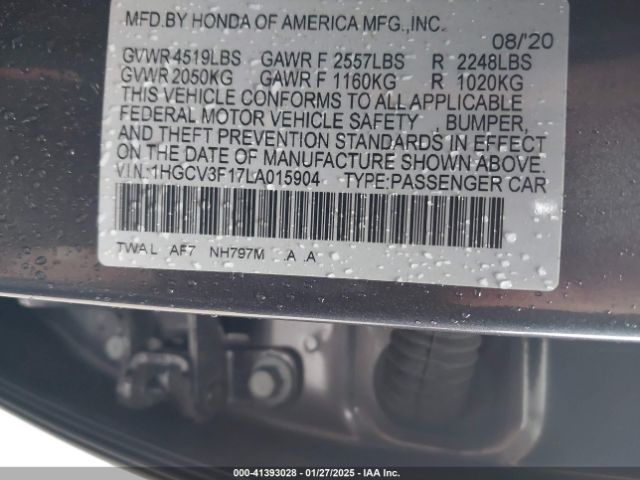 MFD.BY HONDA OF AMERICA MFG.,INC.
08/'20
GVWR 4519LBS GAWR F 2557LBS R 2248LBS
GVWR 2050KG GAWR F 1160KG R 1020KG
THIS VEHICLE CONFORMS TO ALL APPLICABLE
FEDERAL MOTOR VEHICLE SAFETY , BUMPER,
AND THEFT PREVENTION STANDARDS IN EFFECT
ON THE DATE OF MANUFACTURE SHOWN ABOVE.
VIN:1HGCV3F17LA015904 TYPE:PASSENGER CAR
TWA L AF7 NH797M .A .A
000-41393028 - 01/27/2025 - IAA Inc.